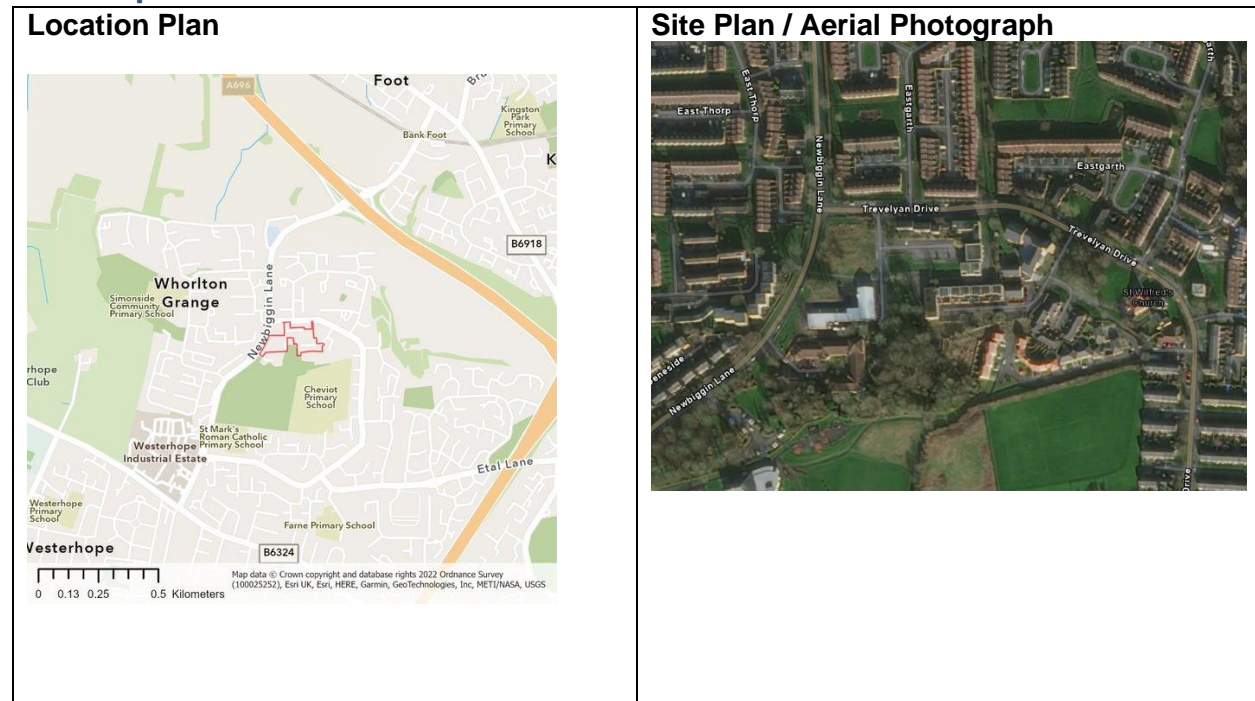 Location Plan
A696
Foot
Kingston
Park
Primary
School
Bank Foot
K
B6918
Whorlton
Grange
Simonside
Community
Primary School
Newbiggin Lane
rhope
Club
Cheviot
Primary
School
St Mark's
Roman Catholic
Primary School
Westerhope
Industrial Estate
Etal Lane
Westerhope
Primary
School
Farne Primary School
Westerhope
B6324
0 0.13 0.25 0.5 Kilometers
Map data © Crown copyright and database rights 2022 Ordnance Survey
(100025252), Esri UK, Esri, HERE, Garmin, GeoTechnologies, Inc, METI/NASA, USGS
Site Plan / Aerial Photograph
East Thorp
East Thorp
Eastgarth
arth
Newbiggin Lane
Eastgarth
Trevelyan Drive
Trevelyan Drive
St Wilfred's
Church
eneside
Newbiggin Lane
Drive